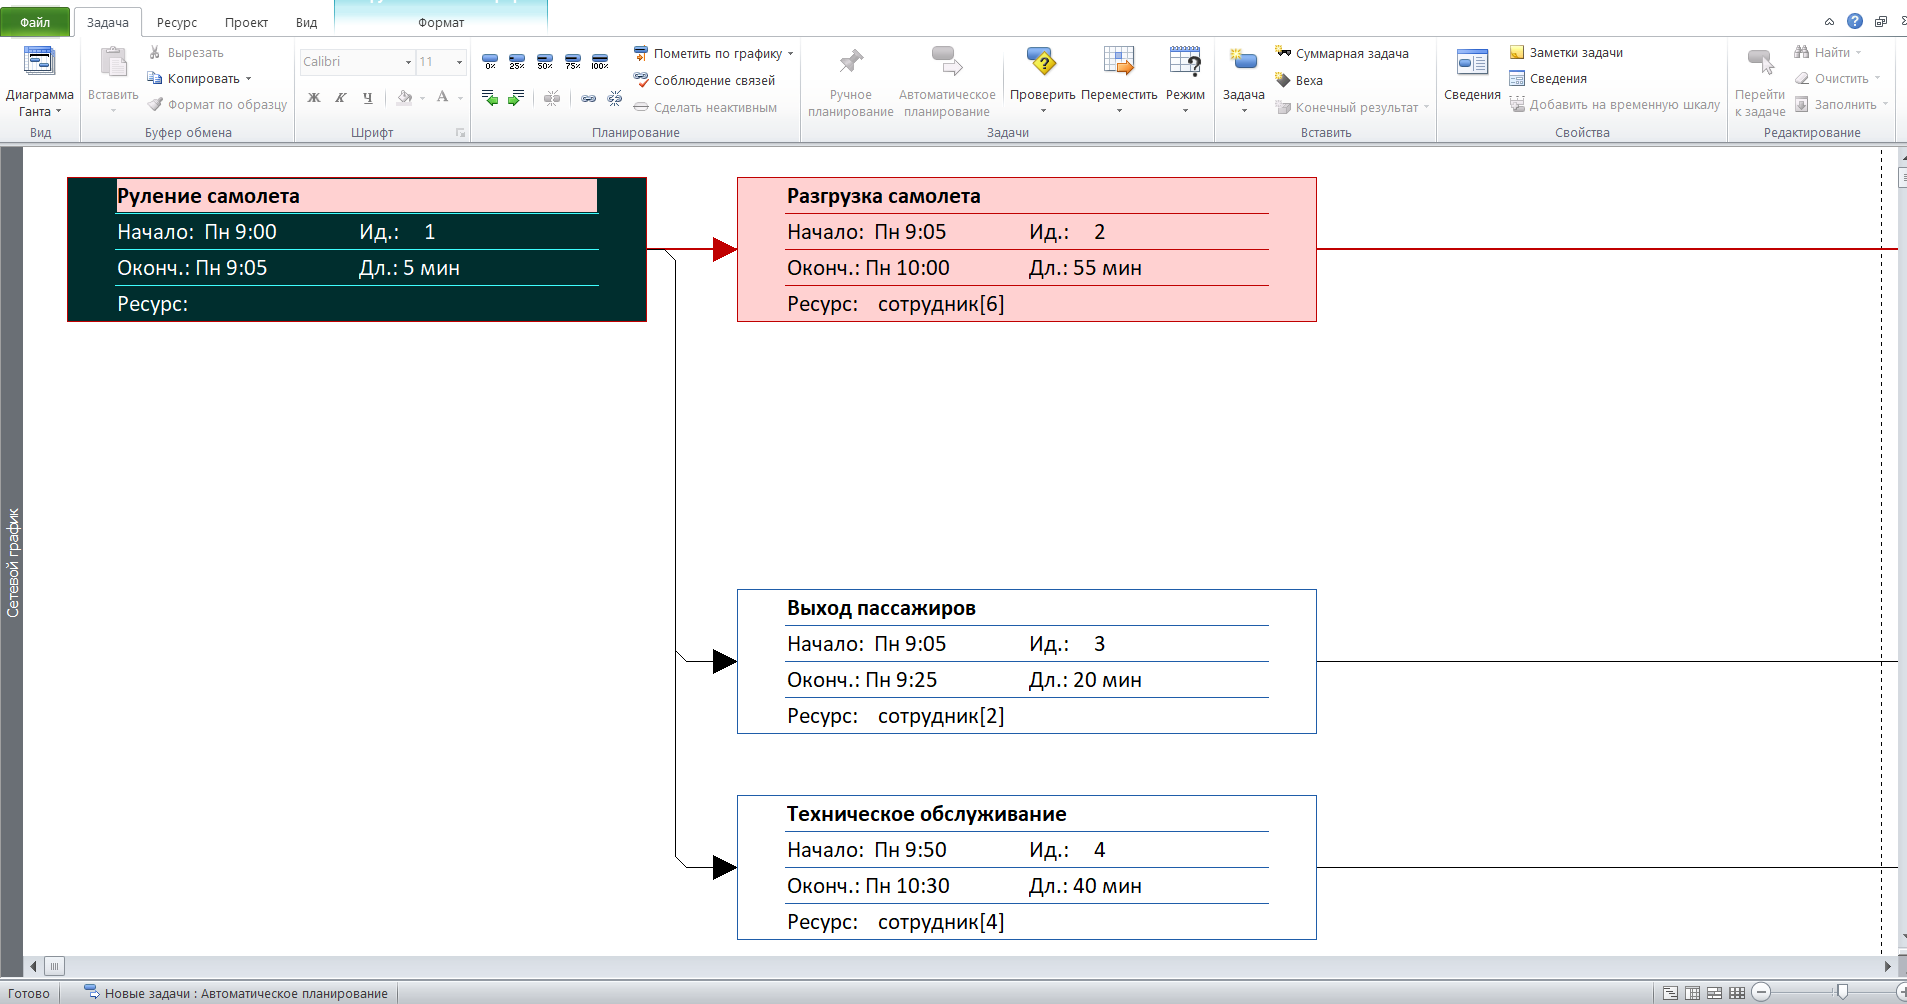 Файл
Задача
Ресурс
Проект
Вид
Формат
Диаграмма
Ганта
Вид
Вставить
Вырезать
Копировать
Формат по образцу
Буфер обмена
Calibri
11
Ж К Ч
А
Шрифт
0% 25% 50% 75% 100%
Пометить по графику
Соблюдение связей
Сделать неактивным
Планирование
Ручное
планирование
Автоматическое
планирование
Проверить
Переместить
Режим
Задачи
Задача
Суммарная задача
Веха
Конечный результат
Вставить
Сведения
Заметки задачи
Сведения
Добавить на временную шкалу
Свойства
Перейти
к задаче
Найти
Очистить
Заполнить
Редактирование
Сетевой график
Руление самолета
Начало: Пн 9:00 Ид.: 1
Оконч.: Пн 9:05 Дл.: 5 мин
Ресурс:
Разгрузка самолета
Начало: Пн 9:05 Ид.: 2
Оконч.: Пн 10:00 Дл.: 55 мин
Ресурс: сотрудник[6]
Выход пассажиров
Начало: Пн 9:05 Ид.: 3
Оконч.: Пн 9:25 Дл.: 20 мин
Ресурс: сотрудник[2]
Техническое обслуживание
Начало: Пн 9:50 Ид.: 4
Оконч.: Пн 10:30 Дл.: 40 мин
Ресурс: сотрудник[4]
Готово
Новые задачи : Автоматическое планирование